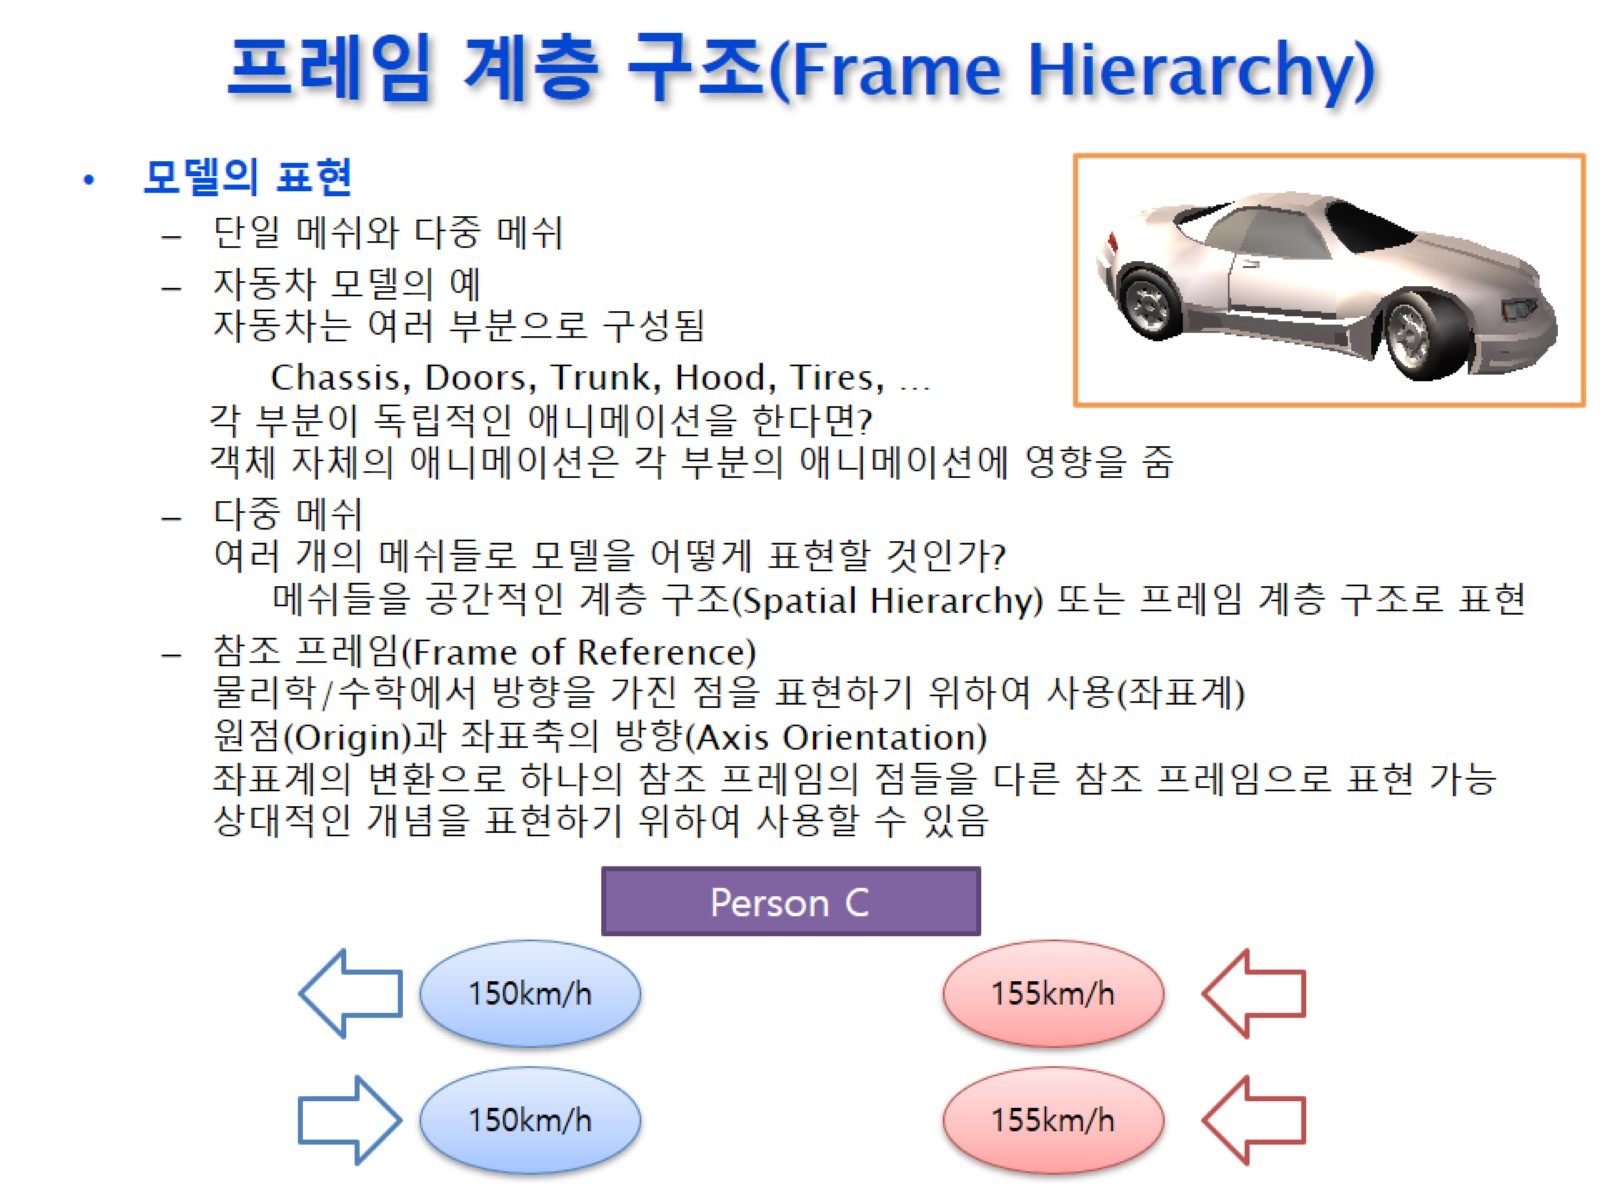 프레임 계층 구조(Frame Hierarchy)
• 모델의 표현
– 단일 메쉬와 다중 메쉬
– 자동차 모델의 예
자동차는 여러 부분으로 구성됨
Chassis, Doors, Trunk, Hood, Tires, …
각 부분이 독립적인 애니메이션을 한다면?
객체 자체의 애니메이션은 각 부분의 애니메이션에 영향을 줌
– 다중 메쉬
여러 개의 메쉬들로 모델을 어떻게 표현할 것인가?
메쉬들을 공간적인 계층 구조(Spatial Hierarchy) 또는 프레임 계층 구조로 표현
– 참조 프레임(Frame of Reference)
물리학/수학에서 방향을 가진 점을 표현하기 위하여 사용(좌표계)
원점(Origin)과 좌표축의 방향(Axis Orientation)
좌표계의 변환으로 하나의 참조 프레임의 점들을 다른 참조 프레임으로 표현 가능
상대적인 개념을 표현하기 위하여 사용할 수 있음
Person C
150km/h 155km/h
150km/h 155km/h